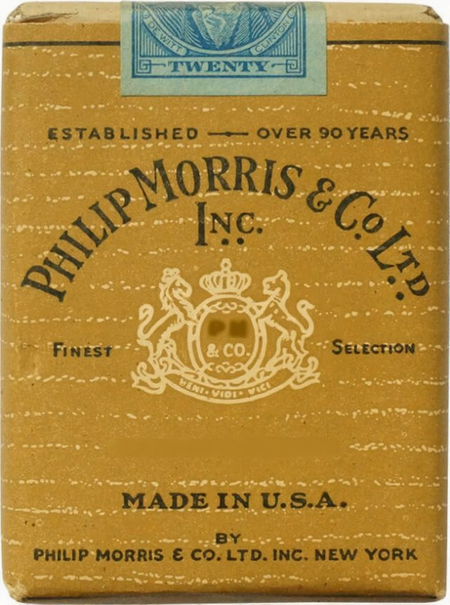 TWENTY
ESTABLISHED — OVER 90 YEARS
PHILIP MORRIS & Co. LTD.
INC.
& CO.
FINEST SELECTION
VENI · VIDI · VICI
MADE IN U.S.A.
BY
PHILIP MORRIS & CO. LTD. INC. NEW YORK